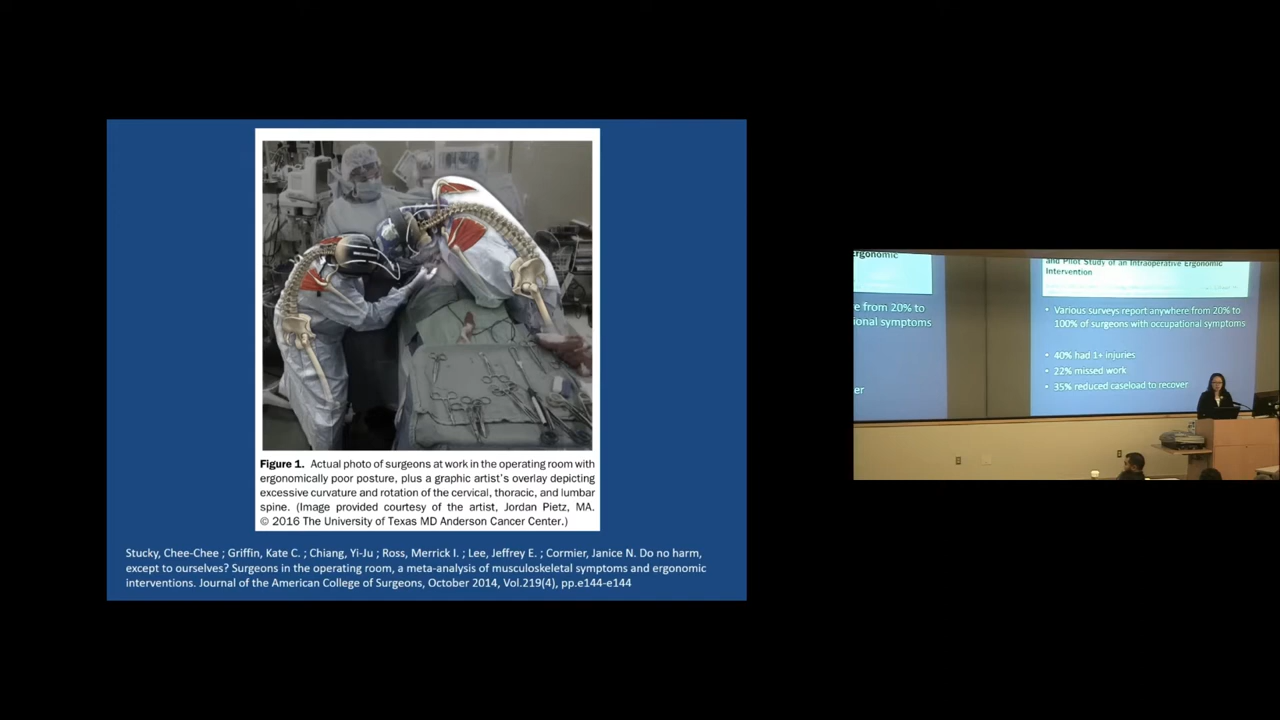 Figure 1. Actual photo of surgeons at work in the operating room with
ergonomically poor posture, plus a graphic artist's overlay depicting
excessive curvature and rotation of the cervical, thoracic, and lumbar
spine. (Image provided courtesy of the artist, Jordan Pietz, MA.
© 2016 The University of Texas MD Anderson Cancer Center.)
Stucky, Chee-Chee ; Griffin, Kate C. ; Chiang, Yi-Ju ; Ross, Merrick I. ; Lee, Jeffrey E. ; Cormier, Janice N. Do no harm,
except to ourselves? Surgeons in the operating room, a meta-analysis of musculoskeletal symptoms and ergonomic
interventions. Journal of the American College of Surgeons, October 2014, Vol.219(4), pp.e144-e144
ergonomic
e from 20% to
ional symptoms
er
and Pilot Study of an Intraoperative Ergonomic
Intervention
• Various surveys report anywhere from 20% to
100% of surgeons with occupational symptoms
• 40% had 1+ injuries
• 22% missed work
• 35% reduced caseload to recover